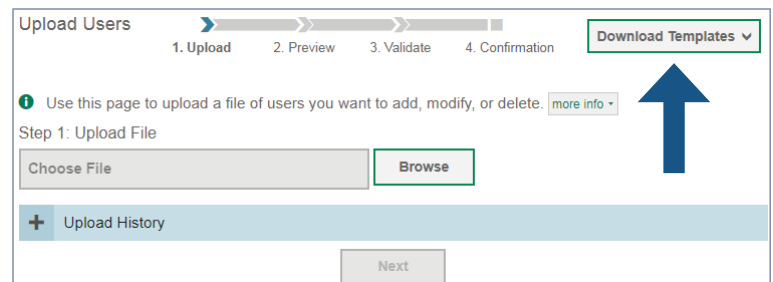 Upload Users
1. Upload 2. Preview 3. Validate 4. Confirmation
Download Templates
Use this page to upload a file of users you want to add, modify, or delete. more info
Step 1: Upload File
Choose File Browse
Upload History
Next